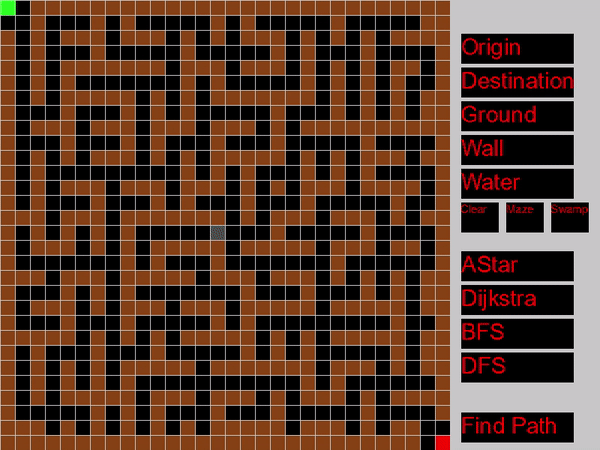 Origin
Destination
Ground
Wall
Water
Clear Maze Swamp
AStar
Dijkstra
BFS
DFS
Find Path